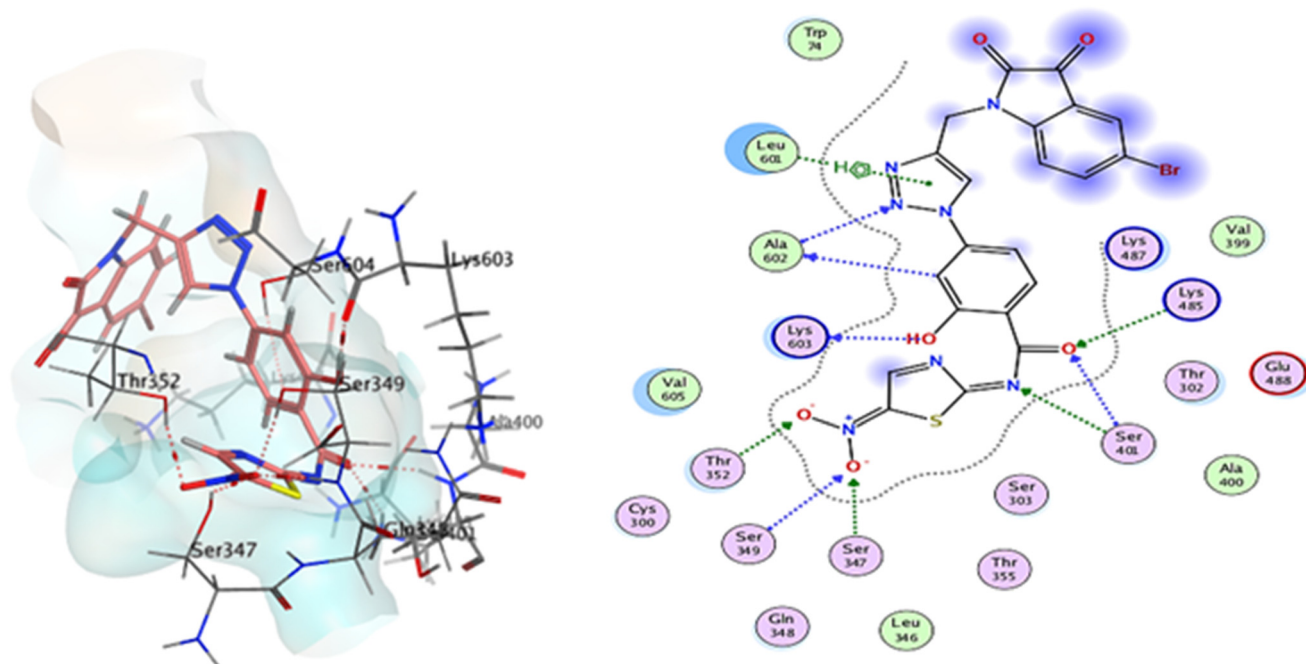 Ser604
Lys603
Thr352
Ser349
Ala400
Ser347
Gln348
Trp
74
O
O
N
Br
Leu
601
H
N
N
N
Ala
602
Lys
487
Val
399
Lys
485
Lys
603
HO
O
Thr
302
Glu
488
Val
605
N
N
S
O-
N+
O-
Ser
401
Thr
352
Ala
400
Ser
303
Cys
300
Ser
349
Ser
347
Thr
355
Gln
348
Leu
346